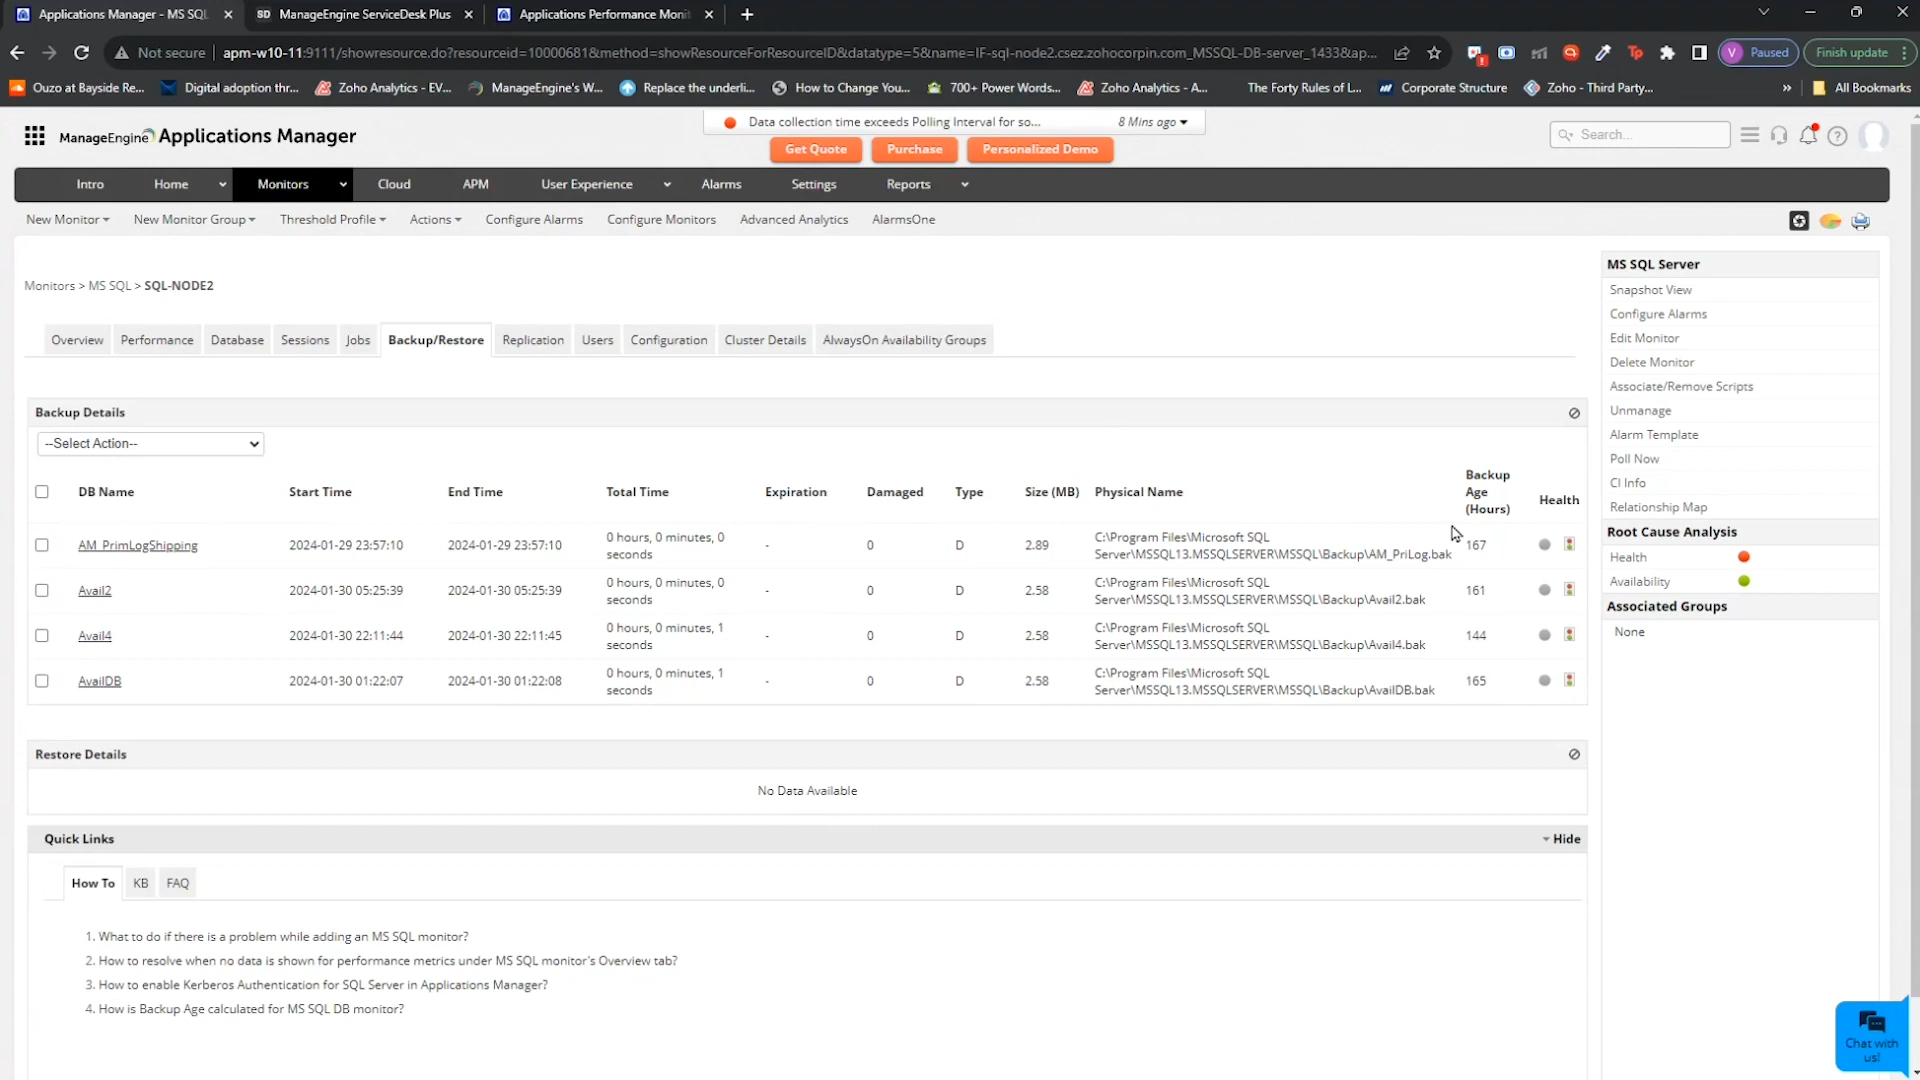 Applications Manager - MS SQL
ManageEngine ServiceDesk Plus
Applications Performance Monit
Not secure
apm-w10-11:9111/showresource.do?resourceid=10000681&method=showResourceForResourceID&datatype=5&name=IF-sql-node2.csez.zohocorpin.com_MSSQL-DB-server_1433&ap...
V Paused
Finish update
Ouzo at Bayside Re...
Digital adoption thr...
Zoho Analytics - EV...
ManageEngine's W...
Replace the underli...
How to Change You...
700+ Power Words...
Zoho Analytics - A...
The Forty Rules of L...
Corporate Structure
Zoho - Third Party...
»
All Bookmarks
ManageEngine Applications Manager
Data collection time exceeds Polling Interval for so...
8 Mins ago
Get Quote
Purchase
Personalized Demo
Search...
Intro
Home
Monitors
Cloud
APM
User Experience
Alarms
Settings
Reports
New Monitor
New Monitor Group
Threshold Profile
Actions
Configure Alarms
Configure Monitors
Advanced Analytics
AlarmsOne
Monitors > MS SQL > SQL-NODE2
Overview
Performance
Database
Sessions
Jobs
Backup/Restore
Replication
Users
Configuration
Cluster Details
AlwaysOn Availability Groups
Backup Details
--Select Action--
DB Name
Start Time
End Time
Total Time
Expiration
Damaged
Type
Size (MB)
Physical Name
Backup
Age
(Hours)
Health
AM_PrimLogShipping
2024-01-29 23:57:10
2024-01-29 23:57:10
0 hours, 0 minutes, 0
seconds
-
0
D
2.89
C:\Program Files\Microsoft SQL
Server\MSSQL13.MSSQLSERVER\MSSQL\Backup\AM_PriLog.bak
167
Avail2
2024-01-30 05:25:39
2024-01-30 05:25:39
0 hours, 0 minutes, 0
seconds
-
0
D
2.58
C:\Program Files\Microsoft SQL
Server\MSSQL13.MSSQLSERVER\MSSQL\Backup\Avail2.bak
161
Avail4
2024-01-30 22:11:44
2024-01-30 22:11:45
0 hours, 0 minutes, 1
seconds
-
0
D
2.58
C:\Program Files\Microsoft SQL
Server\MSSQL13.MSSQLSERVER\MSSQL\Backup\Avail4.bak
144
AvailDB
2024-01-30 01:22:07
2024-01-30 01:22:08
0 hours, 0 minutes, 1
seconds
-
0
D
2.58
C:\Program Files\Microsoft SQL
Server\MSSQL13.MSSQLSERVER\MSSQL\Backup\AvailDB.bak
165
Restore Details
No Data Available
Quick Links
Hide
How To
KB
FAQ
1. What to do if there is a problem while adding an MS SQL monitor?
2. How to resolve when no data is shown for performance metrics under MS SQL monitor's Overview tab?
3. How to enable Kerberos Authentication for SQL Server in Applications Manager?
4. How is Backup Age calculated for MS SQL DB monitor?
MS SQL Server
Snapshot View
Configure Alarms
Edit Monitor
Delete Monitor
Associate/Remove Scripts
Unmanage
Alarm Template
Poll Now
CI Info
Relationship Map
Root Cause Analysis
Health
Availability
Associated Groups
None
Chat with
us!